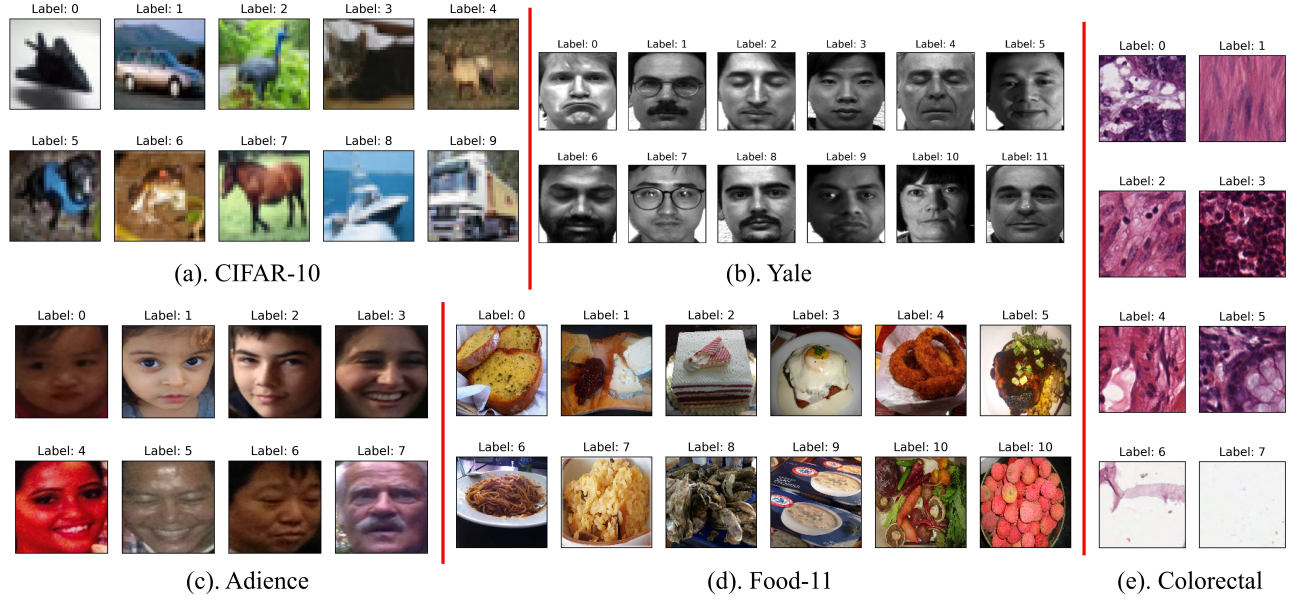 Label: 0 Label: 1 Label: 2 Label: 3 Label: 4
Label: 5 Label: 6 Label: 7 Label: 8 Label: 9
(a). CIFAR-10
Label: 0 Label: 1 Label: 2 Label: 3 Label: 4 Label: 5
Label: 6 Label: 7 Label: 8 Label: 9 Label: 10 Label: 11
(b). Yale
Label: 0 Label: 1 Label: 2 Label: 3
Label: 4 Label: 5 Label: 6 Label: 7
(c). Adience
Label: 0 Label: 1 Label: 2 Label: 3 Label: 4 Label: 5
Label: 6 Label: 7 Label: 8 Label: 9 Label: 10 Label: 10
(d). Food-11
Label: 0 Label: 1
Label: 2 Label: 3
Label: 4 Label: 5
Label: 6 Label: 7
(e). Colorectal